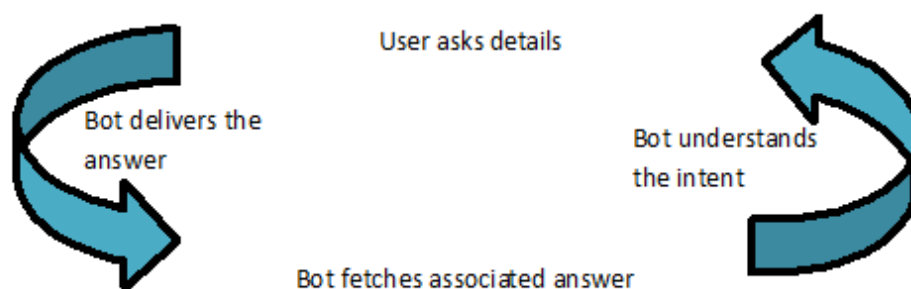 User asks details
Bot delivers the
answer
Bot understands
the intent
Bot fetches associated answer